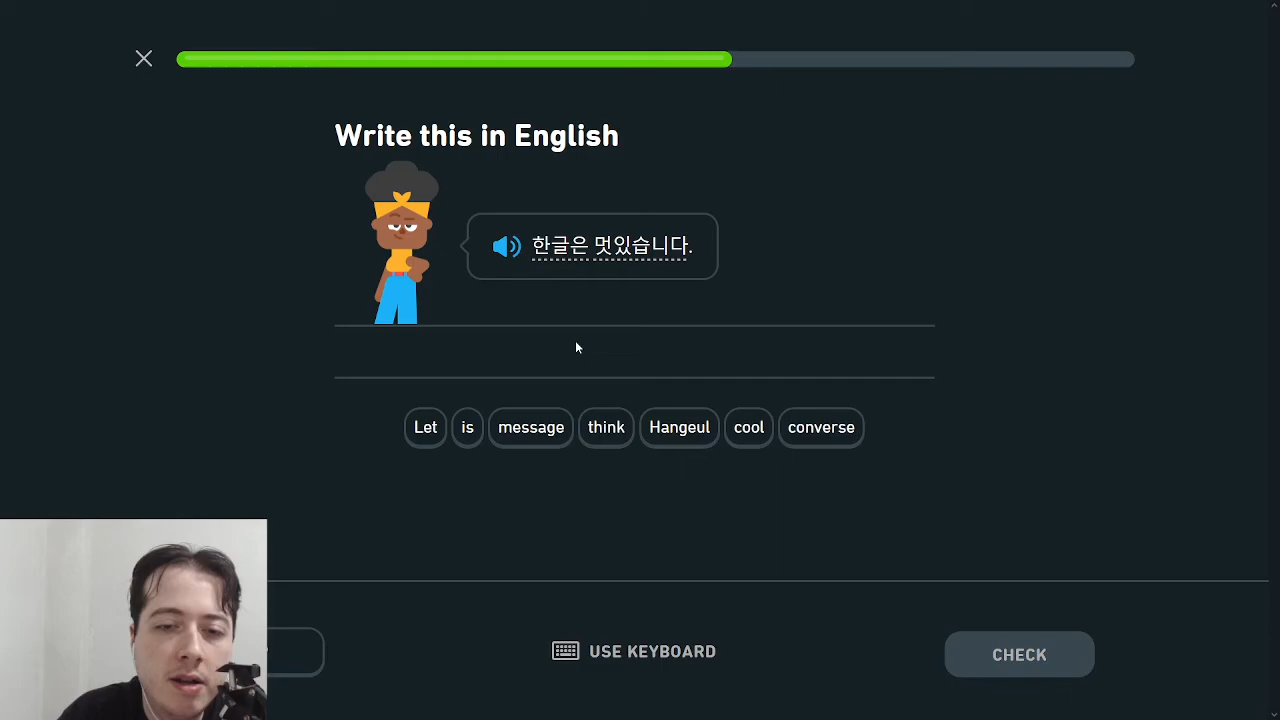 Write this in English
한글은 멋있습니다.
Let is message think Hangeul cool converse
USE KEYBOARD
CHECK